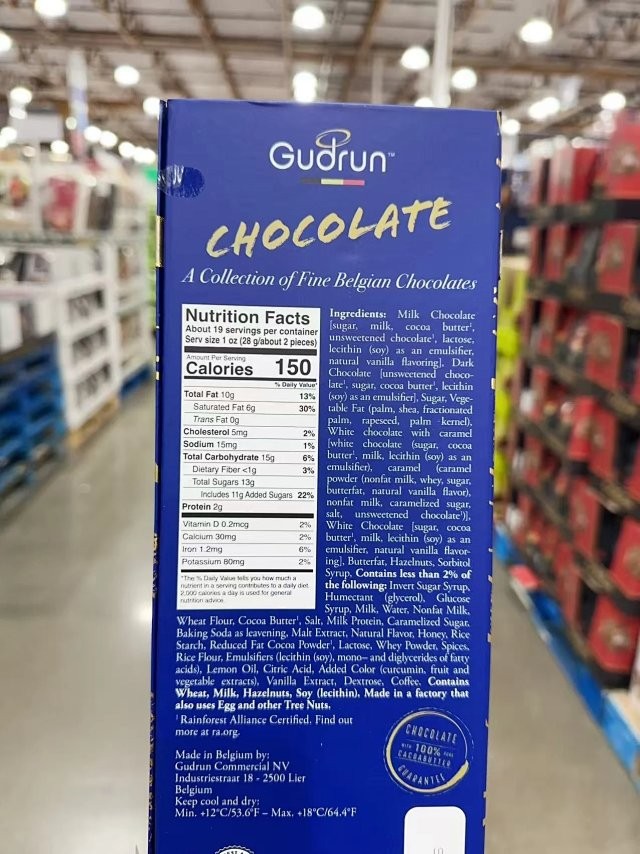 Gudrun™
CHOCOLATE
A Collection of Fine Belgian Chocolates
Nutrition Facts
About 19 servings per container
Serv size 1 oz (28 g/about 2 pieces)
Amount Per Serving
Calories 150
% Daily Value*
Total Fat 10g 13%
Saturated Fat 6g 30%
Trans Fat 0g
Cholesterol 5mg 2%
Sodium 15mg 1%
Total Carbohydrate 15g 6%
Dietary Fiber <1g 3%
Total Sugars 13g
Includes 11g Added Sugars 22%
Protein 2g
Vitamin D 0.2mcg 2%
Calcium 30mg 2%
Iron 1.2mg 6%
Potassium 80mg 2%
*The % Daily Value tells you how much a
nutrient in a serving contributes to a daily diet.
2,000 calories a day is used for general
nutrition advice.
Ingredients: Milk Chocolate
[sugar, milk, cocoa butter¹,
unsweetened chocolate¹, lactose,
lecithin (soy) as an emulsifier,
natural vanilla flavoring], Dark
Chocolate [unsweetened choco-
late¹, sugar, cocoa butter¹, lecithin
(soy) as an emulsifier], Sugar, Vege-
table Fat (palm, shea, fractionated
palm, rapeseed, palm -kernel),
White chocolate with caramel
[white chocolate (sugar, cocoa
butter¹, milk, lecithin (soy) as an
emulsifier), caramel (caramel
powder (nonfat milk, whey, sugar,
butterfat, natural vanilla flavor),
nonfat milk, caramelized sugar,
salt, unsweetened chocolate¹)],
White Chocolate [sugar, cocoa
butter¹, milk, lecithin (soy) as an
emulsifier, natural vanilla flavor-
ing], Butterfat, Hazelnuts, Sorbitol
Syrup, Contains less than 2% of
the following: Invert Sugar Syrup,
Humectant (glycerol), Glucose
Syrup, Milk, Water, Nonfat Milk,
Wheat Flour, Cocoa Butter¹, Salt, Milk Protein, Caramelized Sugar,
Baking Soda as leavening, Malt Extract, Natural Flavor, Honey, Rice
Starch, Reduced Fat Cocoa Powder¹, Lactose, Whey Powder, Spices,
Rice Flour, Emulsifiers (lecithin (soy), mono– and diglycerides of fatty
acids), Lemon Oil, Citric Acid, Added Color (curcumin, fruit and
vegetable extracts), Vanilla Extract, Dextrose, Coffee. Contains
Wheat, Milk, Hazelnuts, Soy (lecithin). Made in a factory that
also uses Egg and other Tree Nuts.
¹Rainforest Alliance Certified. Find out
more at ra.org.
Made in Belgium by:
Gudrun Commercial NV
Industriestraat 18 - 2500 Lier
Belgium
Keep cool and dry:
Min. +12°C/53.6°F – Max. +18°C/64.4°F
CHOCOLATE
WITH 100% PURE
CACAOBUTTER
GUARANTEE